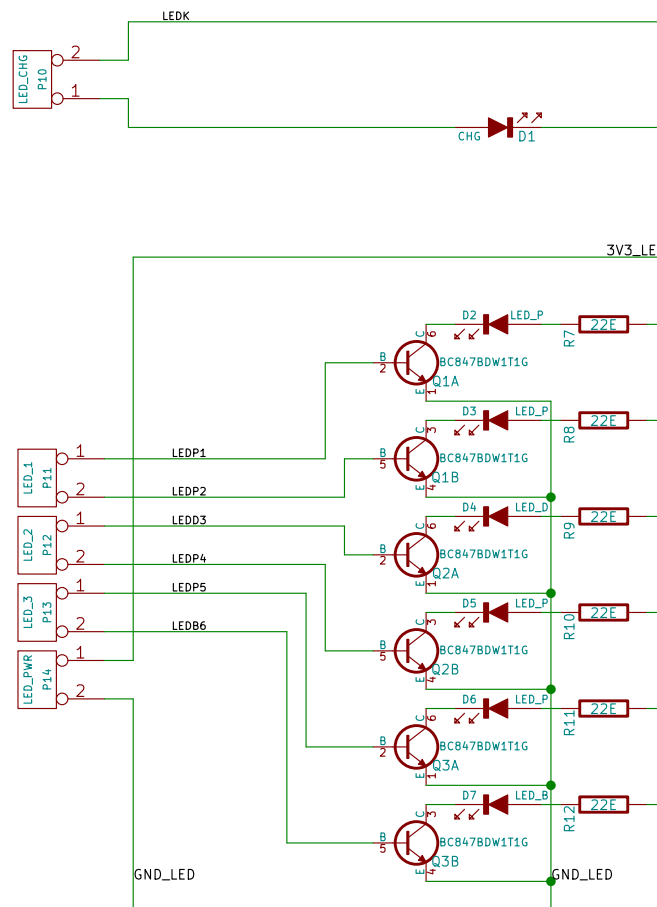 LEDK
LED_CHG
P10
2
1
CHG
D1
3V3_LE
D2
LED_P
22E
R7
C
6
B
2
BC847BDW1T1G
Q1A
E
1
D3
LED_P
22E
R8
C
3
LED_1
P11
1
LEDP1
B
5
BC847BDW1T1G
Q1B
E
4
2
LEDP2
D4
LED_D
22E
R9
C
6
LED_2
P12
1
LEDD3
B
2
BC847BDW1T1G
Q2A
E
1
2
LEDP4
D5
LED_P
22E
R10
C
3
LED_3
P13
1
LEDP5
2
LEDB6
B
5
BC847BDW1T1G
Q2B
E
4
LED_PWR
P14
1
2
D6
LED_P
22E
R11
C
6
B
2
BC847BDW1T1G
Q3A
E
1
D7
LED_B
22E
R12
C
3
B
5
BC847BDW1T1G
Q3B
E
4
GND_LED
GND_LED